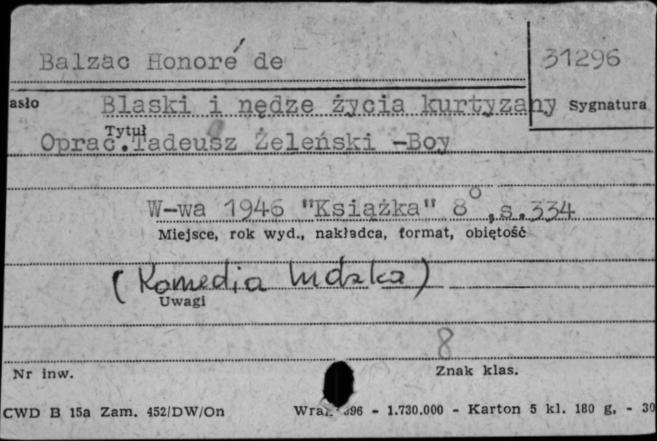 Balzac Honoré de 31296
asło Blaski i nędze życia kurtyzany Sygnatura
Tytuł
Oprac. Tadeusz Żeleński -Boy
W-wa 1946 "Książka" 8°, s.334
Miejsce, rok wyd., nakładca, format, objętość
(Komedia ludzka)
Uwagi
8
Nr inw. Znak klas.
CWD B 15a Zam. 452/DW/On 396 - 1.730.000 - Karton 5 kl. 180 g. - 30